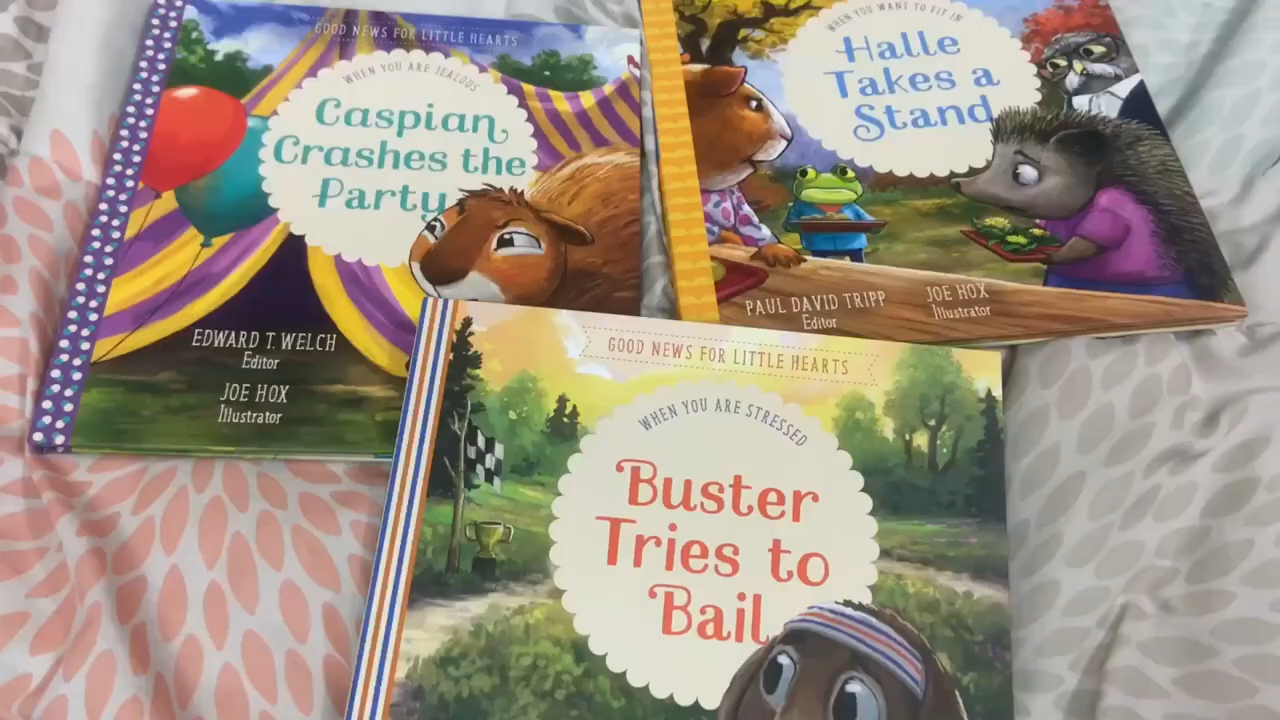 GOOD NEWS FOR LITTLE HEARTS
WHEN YOU ARE JEALOUS
Caspian
Crashes the
Party
EDWARD T. WELCH
Editor
JOE HOX
Illustrator
WHEN YOU WANT TO FIT IN
Halle
Takes a
Stand
PAUL DAVID TRIPP
Editor
JOE HOX
Illustrator
GOOD NEWS FOR LITTLE HEARTS
WHEN YOU ARE STRESSED
Buster
Tries to
Bail